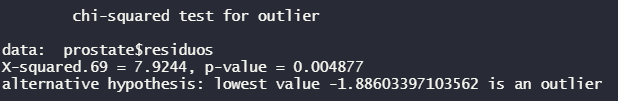 chi-squared test for outlier
data:  prostate$residuos
X-squared.69 = 7.9244, p-value = 0.004877
alternative hypothesis: lowest value -1.88603397103562 is an outlier